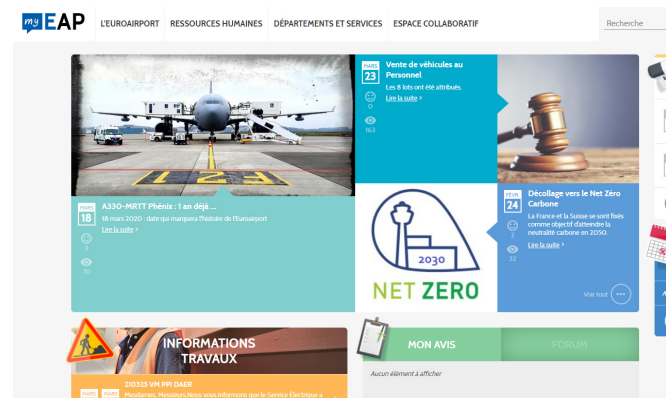 my EAP
L'EUROAIRPORT RESSOURCES HUMAINES DÉPARTEMENTS ET SERVICES ESPACE COLLABORATIF
Recherche
MARS
23
Vente de véhicules au
Personnel
Les 8 lots ont été attribués.
Lire la suite >
0
163
MARS
18
A330-MRTT Phénix : 1 an déjà ...
18 mars 2020 : date qui marquera l'histoire de l'Euroairport
Lire la suite >
3
2030
NET ZERO
FÉVR.
24
Décollage vers le Net Zéro
Carbone
La France et la Suisse se sont fixés
comme objectif d'atteindre la
neutralité carbone en 2050.
Lire la suite >
2
33
Voir tout
INFORMATIONS
TRAVAUX
MON AVIS
FORUM
Aucun élément à afficher
MARS MARS
210325 VM PPI DAER
Mesdames, Messieurs,Nous vous informons que le Service Électrique a